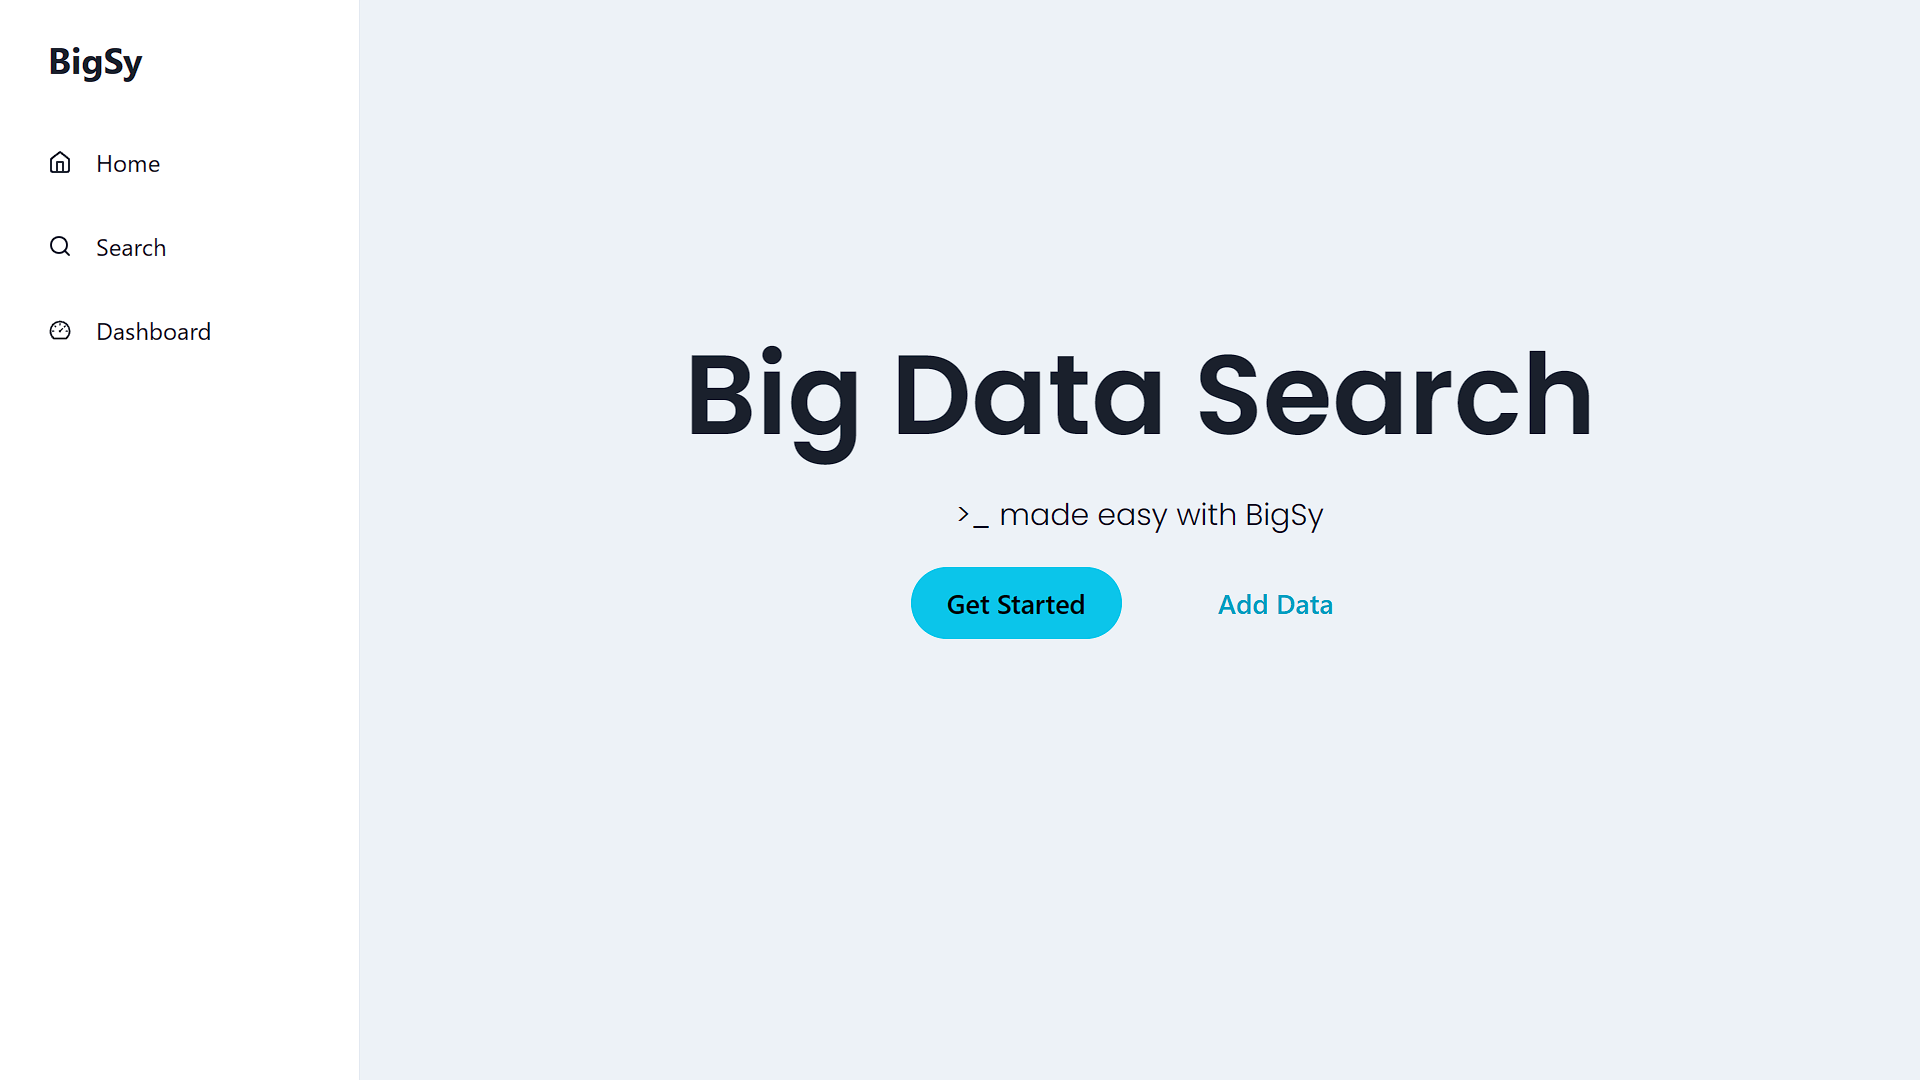 BigSy
Home
Search
Dashboard
Big Data Search
>_ made easy with BigSy
Get Started
Add Data